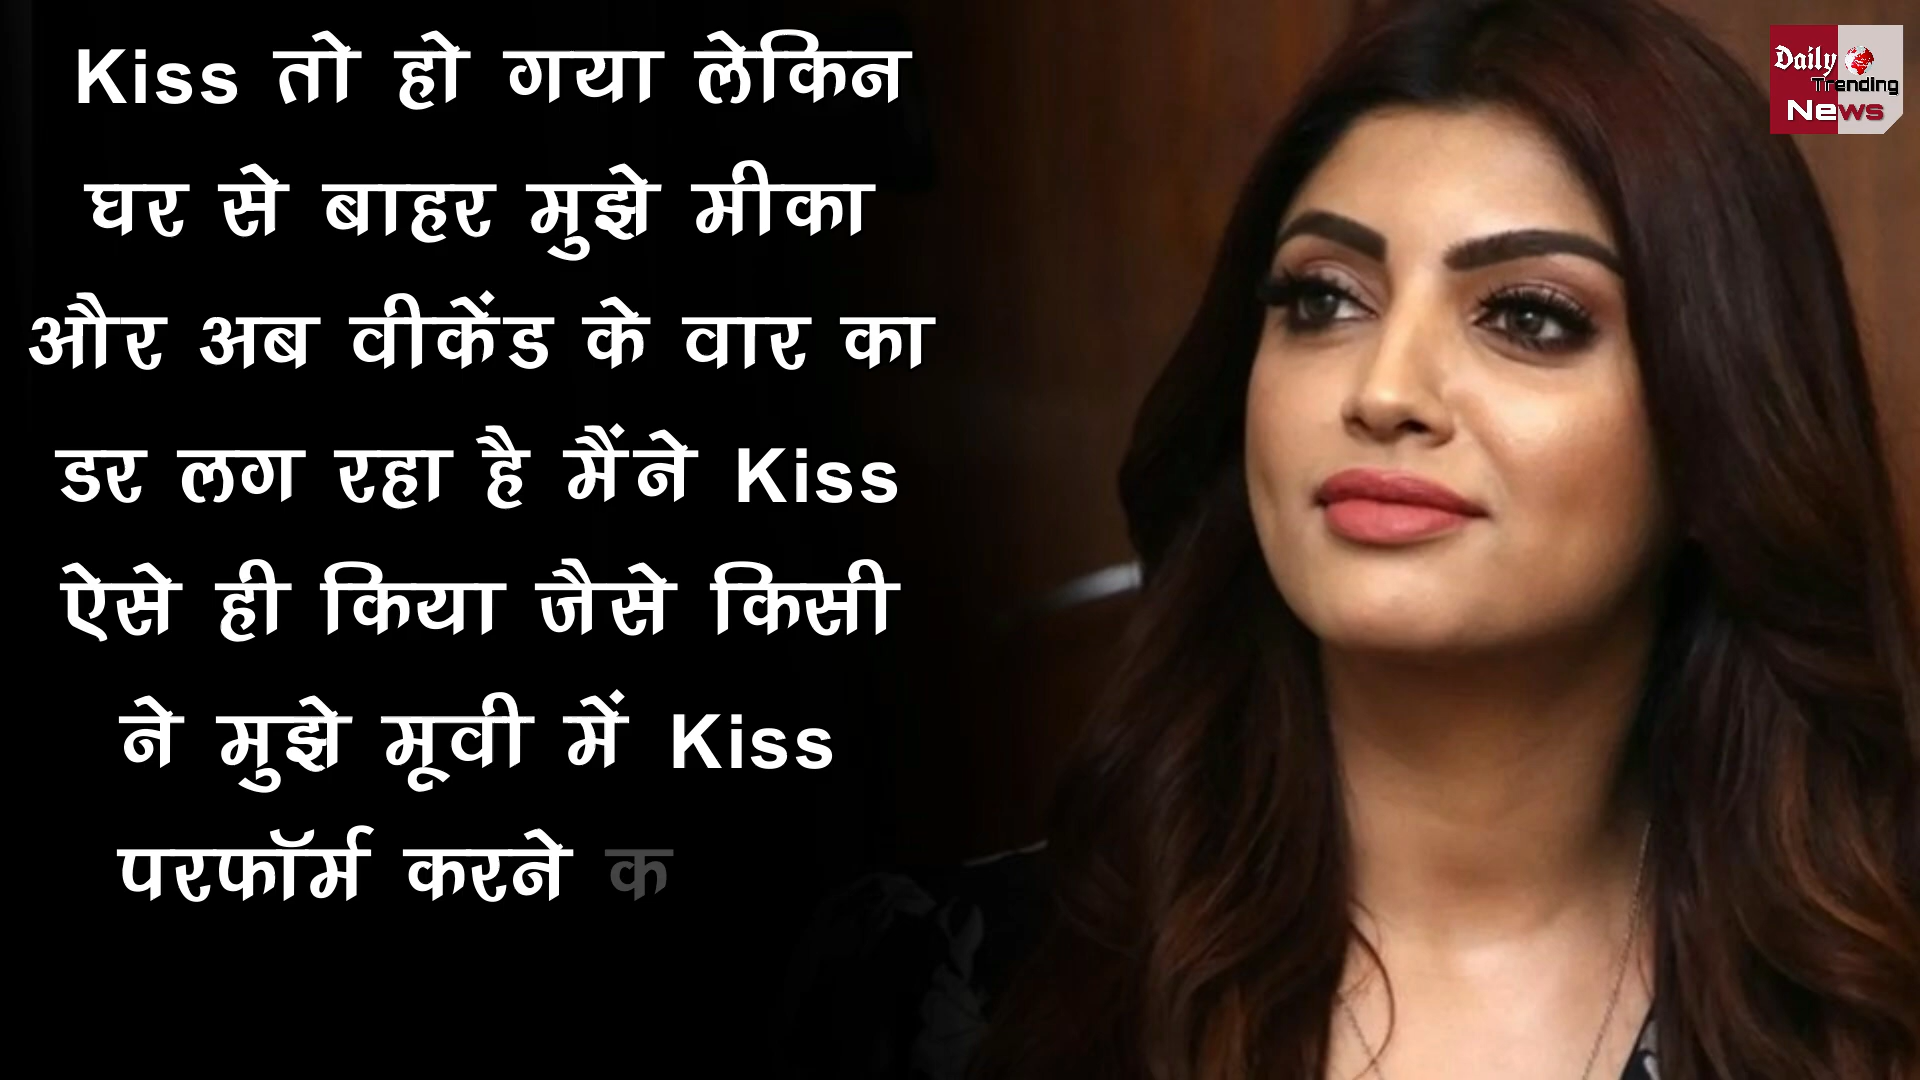 Kiss तो हो गया लेकिन
घर से बाहर मुझे मीका
और अब वीकेंड के वार का
डर लग रहा है मैंने Kiss
ऐसे ही किया जैसे किसी
ने मुझे मूवी में Kiss
परफॉर्म करने क
Daily
Trending
News